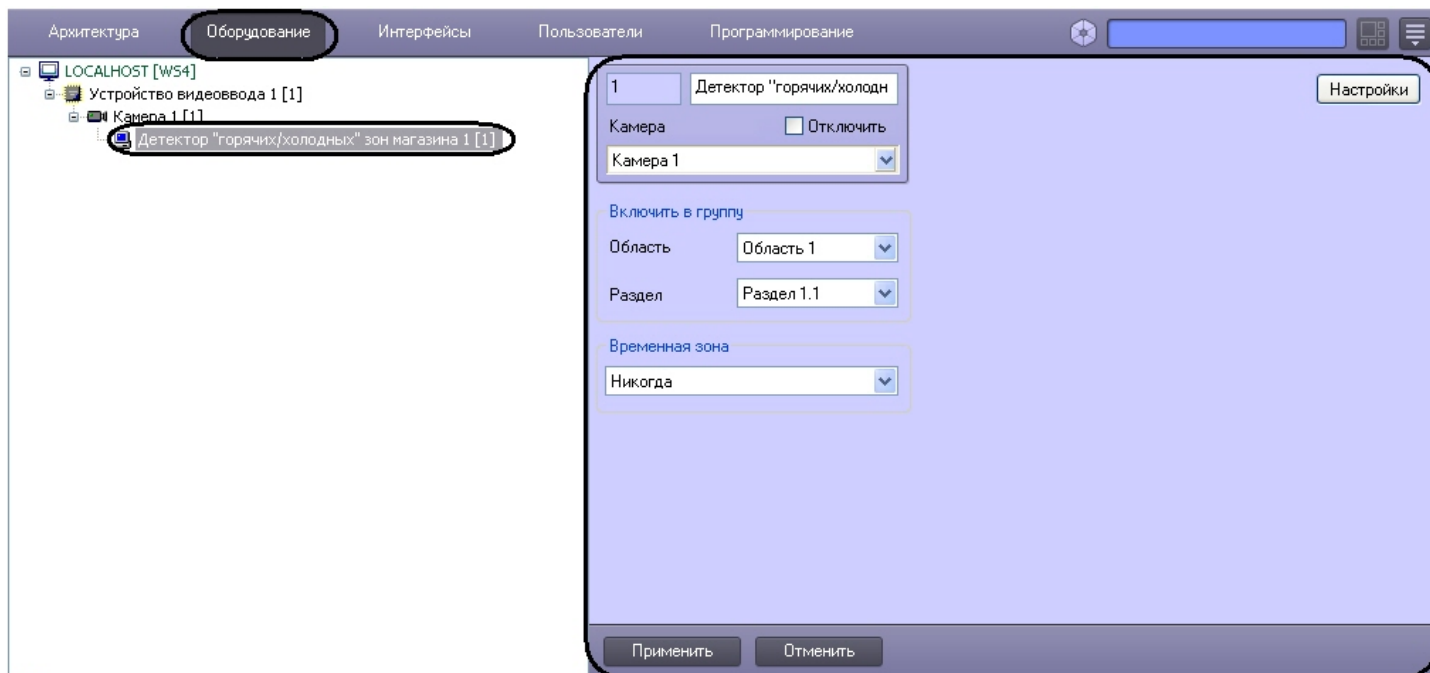 Архитектура Оборудование Интерфейсы Пользователи Программирование
LOCALHOST [WS4]
Устройство видеоввода 1 [1]
Камера 1 [1]
Детектор "горячих/холодных" зон магазина 1 [1]
1 Детектор "горячих/холодн
Настройки
Камера Отключить
Камера 1
Включить в группу
Область Область 1
Раздел Раздел 1.1
Временная зона
Никогда
Применить Отменить